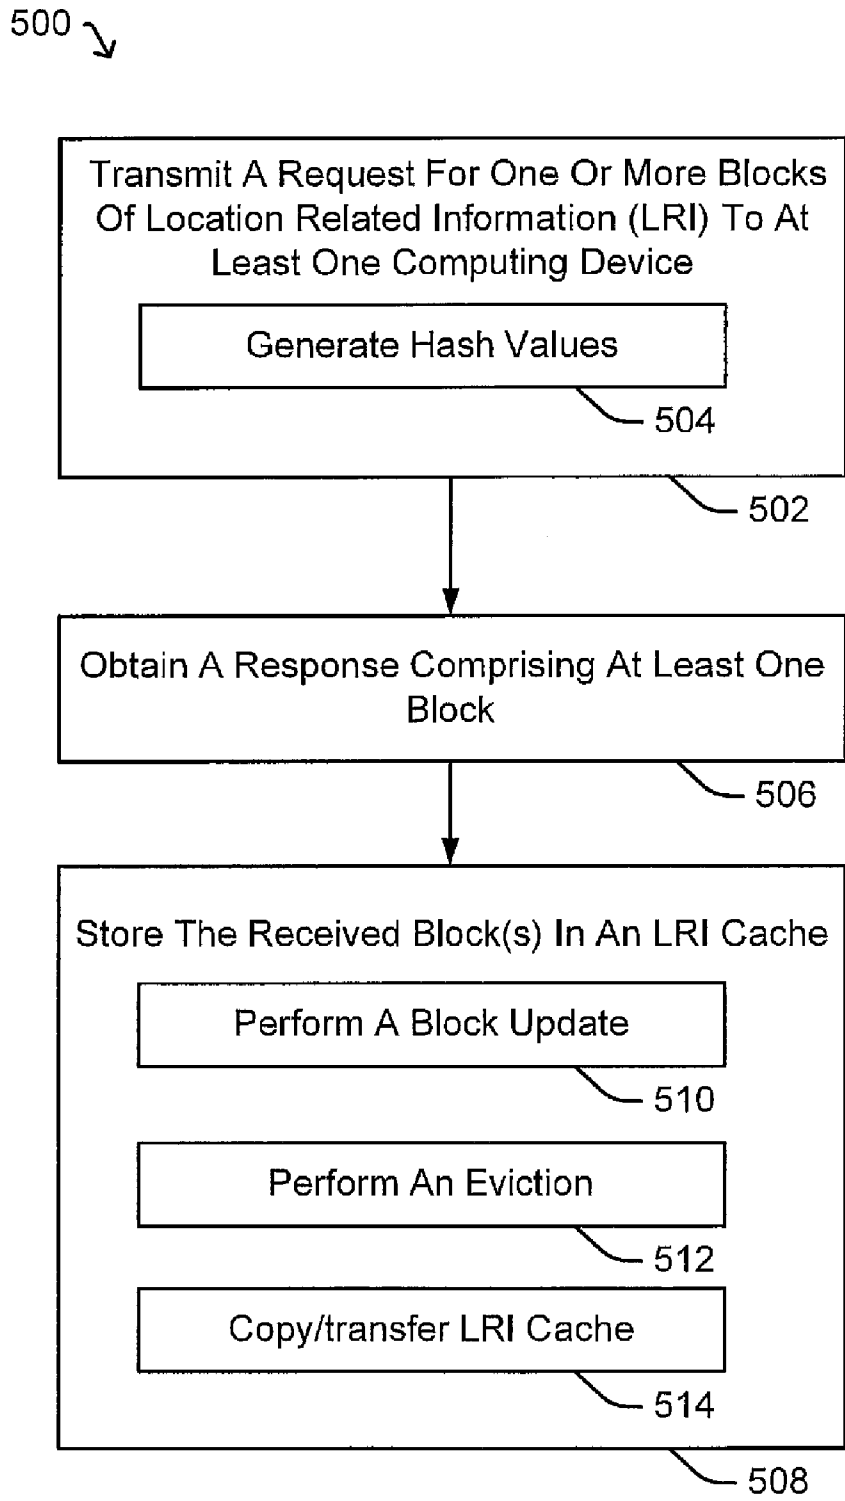 500
Transmit A Request For One Or More Blocks
Of Location Related Information (LRI) To At
Least One Computing Device
Generate Hash Values
504
502
Obtain A Response Comprising At Least One
Block
506
Store The Received Block(s) In An LRI Cache
Perform A Block Update
510
Perform An Eviction
512
Copy/transfer LRI Cache
514
508